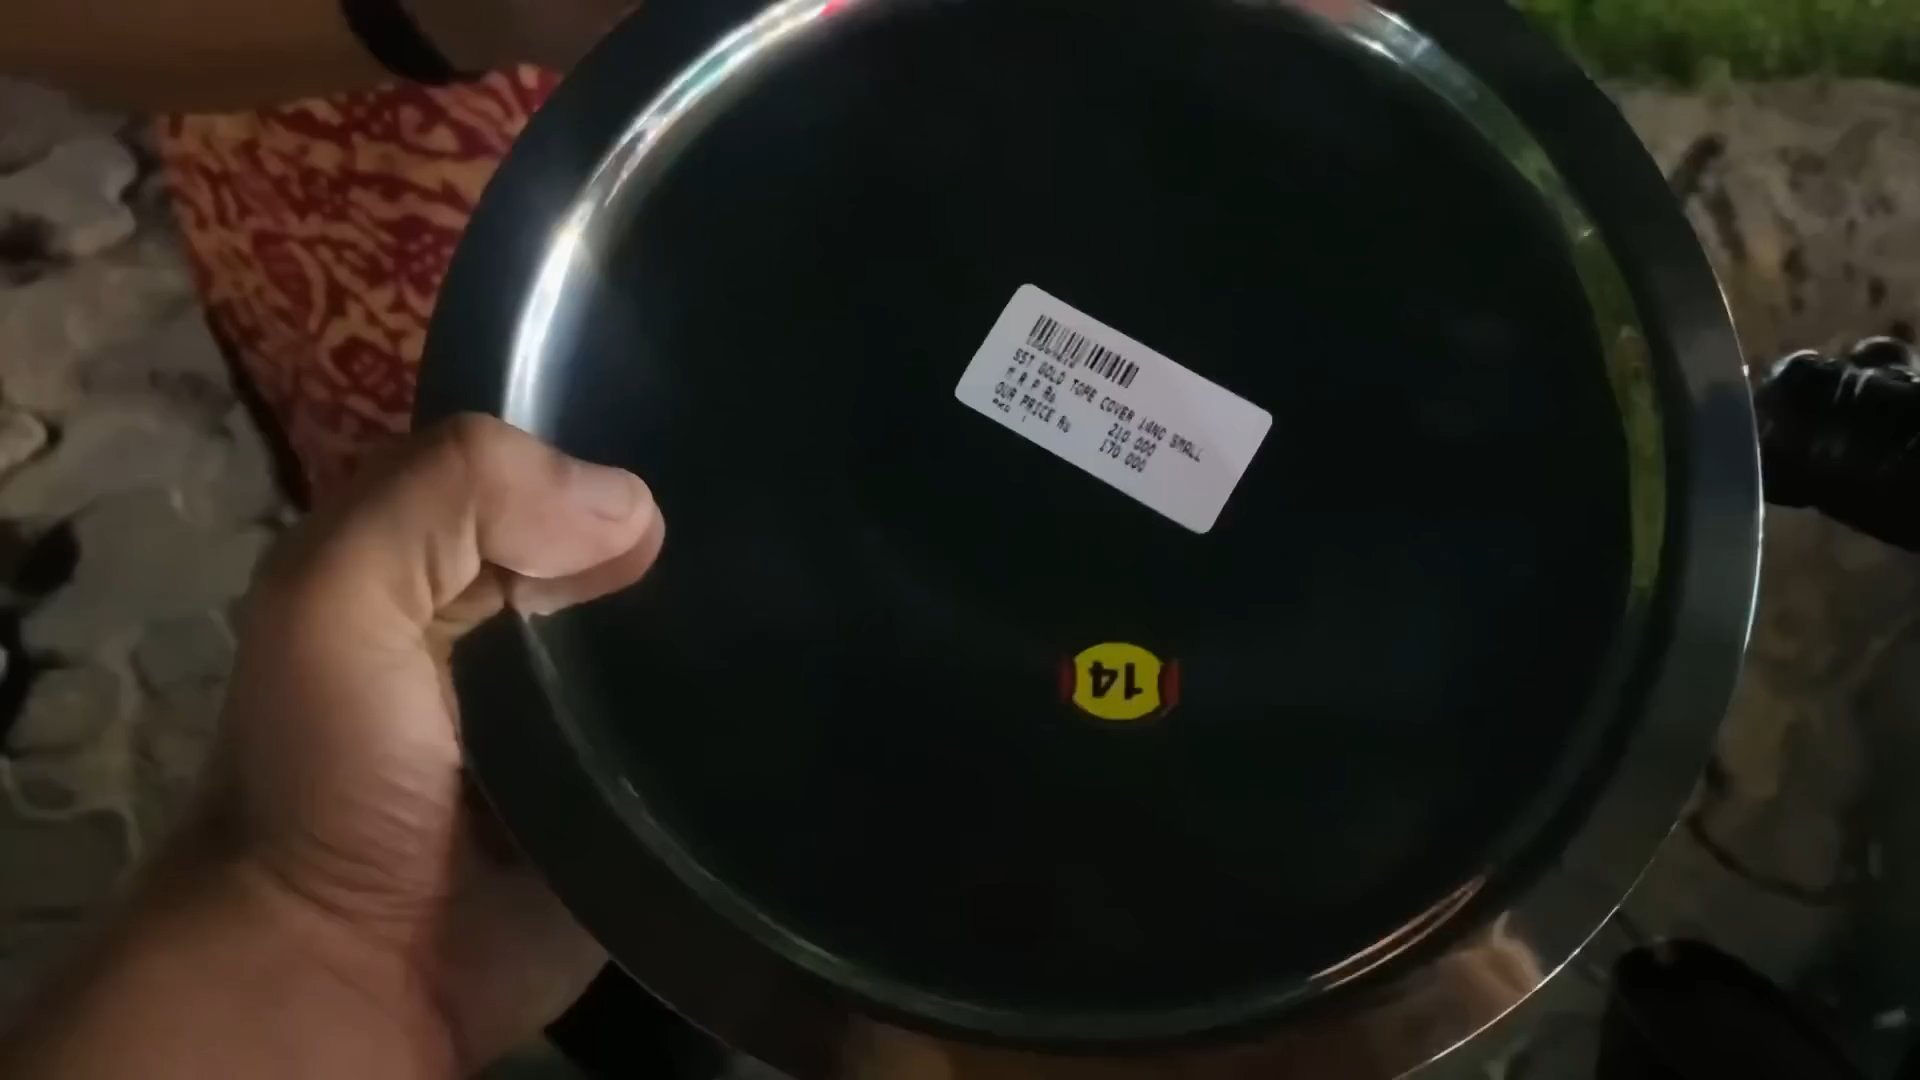 SST GOLD TOPE COVER 14NO SMALL
M R P Rs 210 000
OUR PRICE Rs 170 000
14